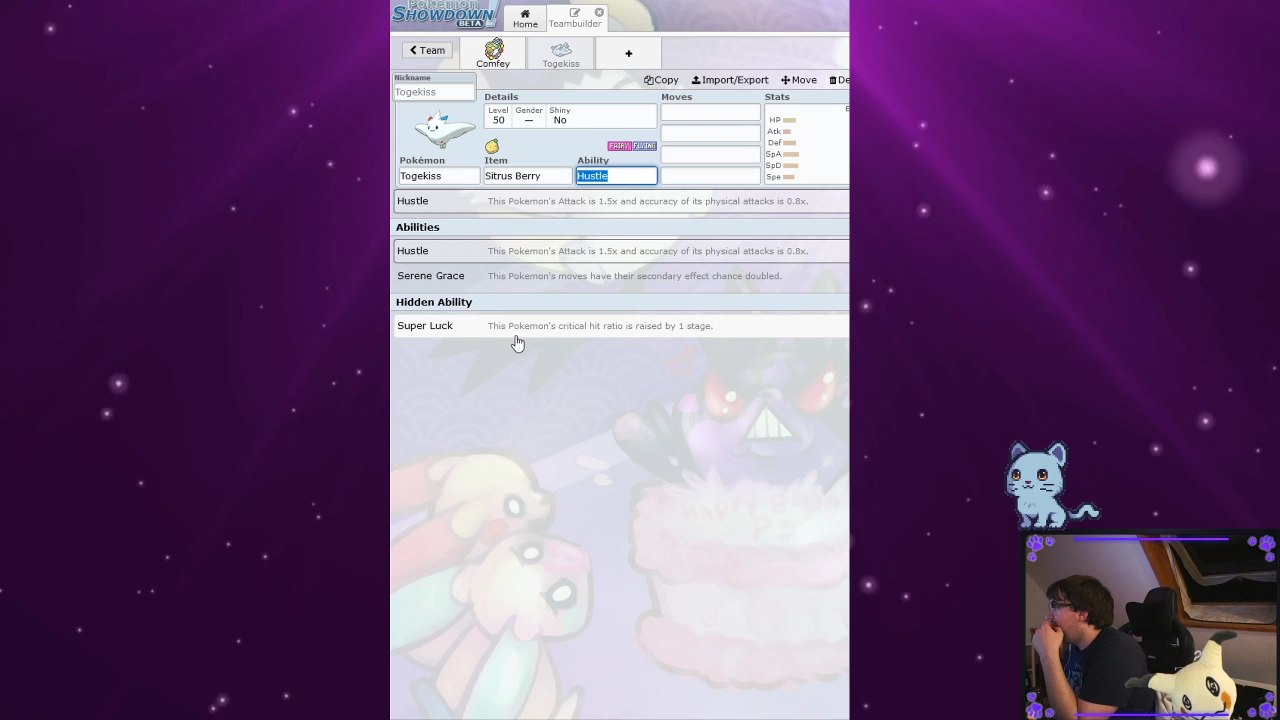 Pokémon
SHOWDOWN
BETA
Home
Teambuilder
Team
Comfey
Togekiss
+
Nickname
Togekiss
Copy Import/Export Move De
Details
Level Gender Shiny
50 — No
FAIRY FLYING
Pokémon Item Ability
Togekiss Sitrus Berry Hustle
Moves
Stats
E
HP
Atk
Def
SpA
SpD
Spe
Hustle This Pokemon's Attack is 1.5x and accuracy of its physical attacks is 0.8x.
Abilities
Hustle This Pokemon's Attack is 1.5x and accuracy of its physical attacks is 0.8x.
Serene Grace This Pokemon's moves have their secondary effect chance doubled.
Hidden Ability
Super Luck This Pokemon's critical hit ratio is raised by 1 stage.